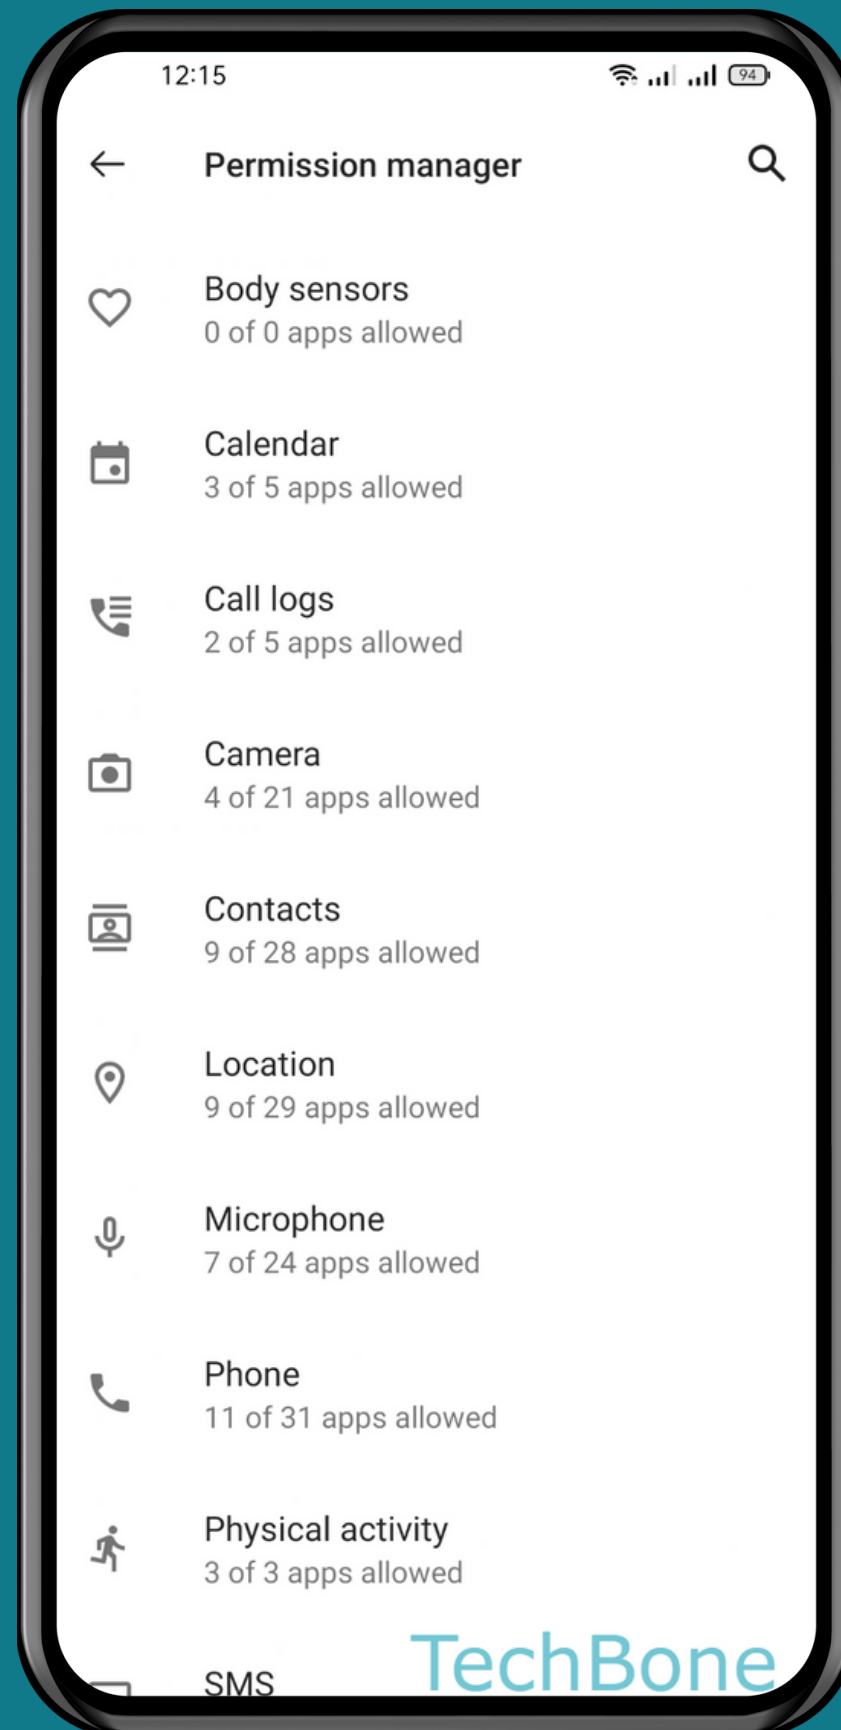 12:15
94
Permission manager
Body sensors
0 of 0 apps allowed
Calendar
3 of 5 apps allowed
Call logs
2 of 5 apps allowed
Camera
4 of 21 apps allowed
Contacts
9 of 28 apps allowed
Location
9 of 29 apps allowed
Microphone
7 of 24 apps allowed
Phone
11 of 31 apps allowed
Physical activity
3 of 3 apps allowed
SMS
TechBone